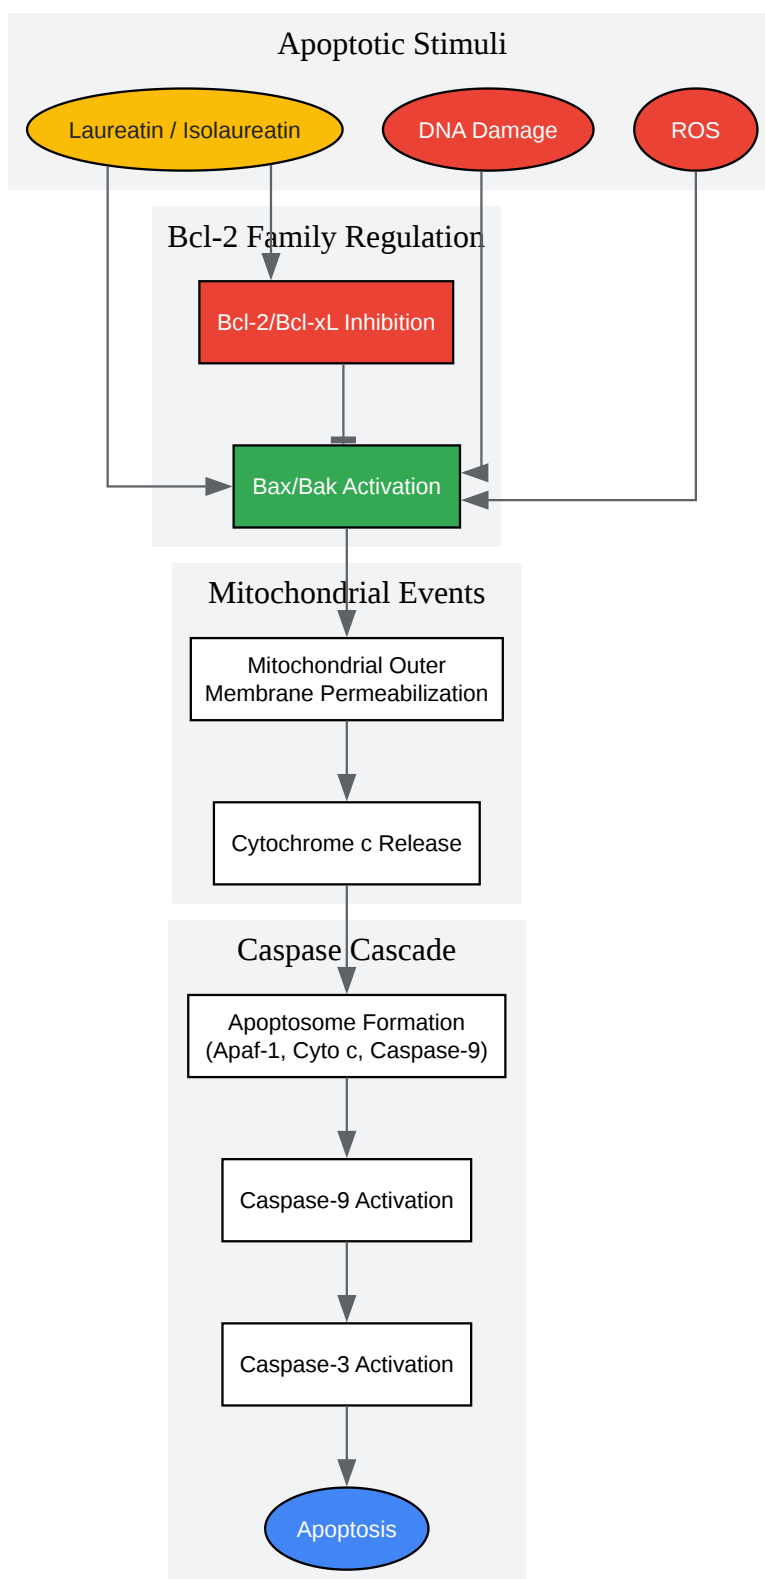 Apoptotic Stimuli
Laureatin / Isolaureatin
DNA Damage
ROS
Bcl-2 Family Regulation
Bcl-2/Bcl-xL Inhibition
Bax/Bak Activation
Mitochondrial Events
Mitochondrial Outer
Membrane Permeabilization
Cytochrome c Release
Caspase Cascade
Apoptosome Formation
(Apaf-1, Cyto c, Caspase-9)
Caspase-9 Activation
Caspase-3 Activation
Apoptosis